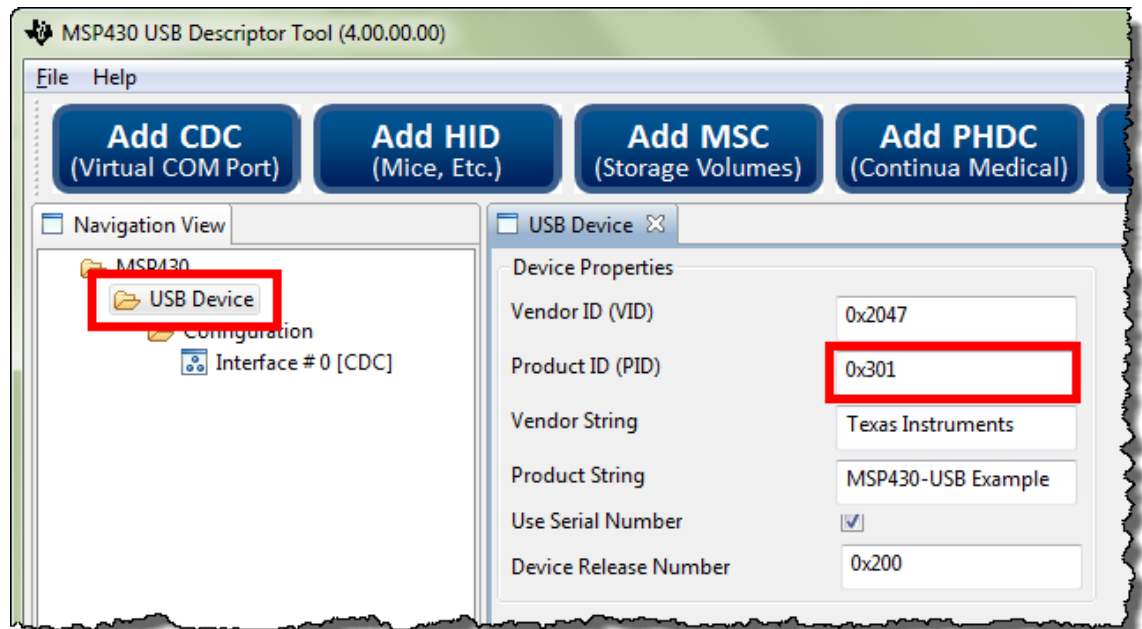 MSP430 USB Descriptor Tool (4.00.00.00)
File Help
Add CDC
(Virtual COM Port)
Add HID
(Mice, Etc.)
Add MSC
(Storage Volumes)
Add PHDC
(Continua Medical)
Navigation View
MSP430
USB Device
Configuration
Interface # 0 [CDC]
USB Device
Device Properties
Vendor ID (VID) 0x2047
Product ID (PID) 0x301
Vendor String Texas Instruments
Product String MSP430-USB Example
Use Serial Number
Device Release Number 0x200